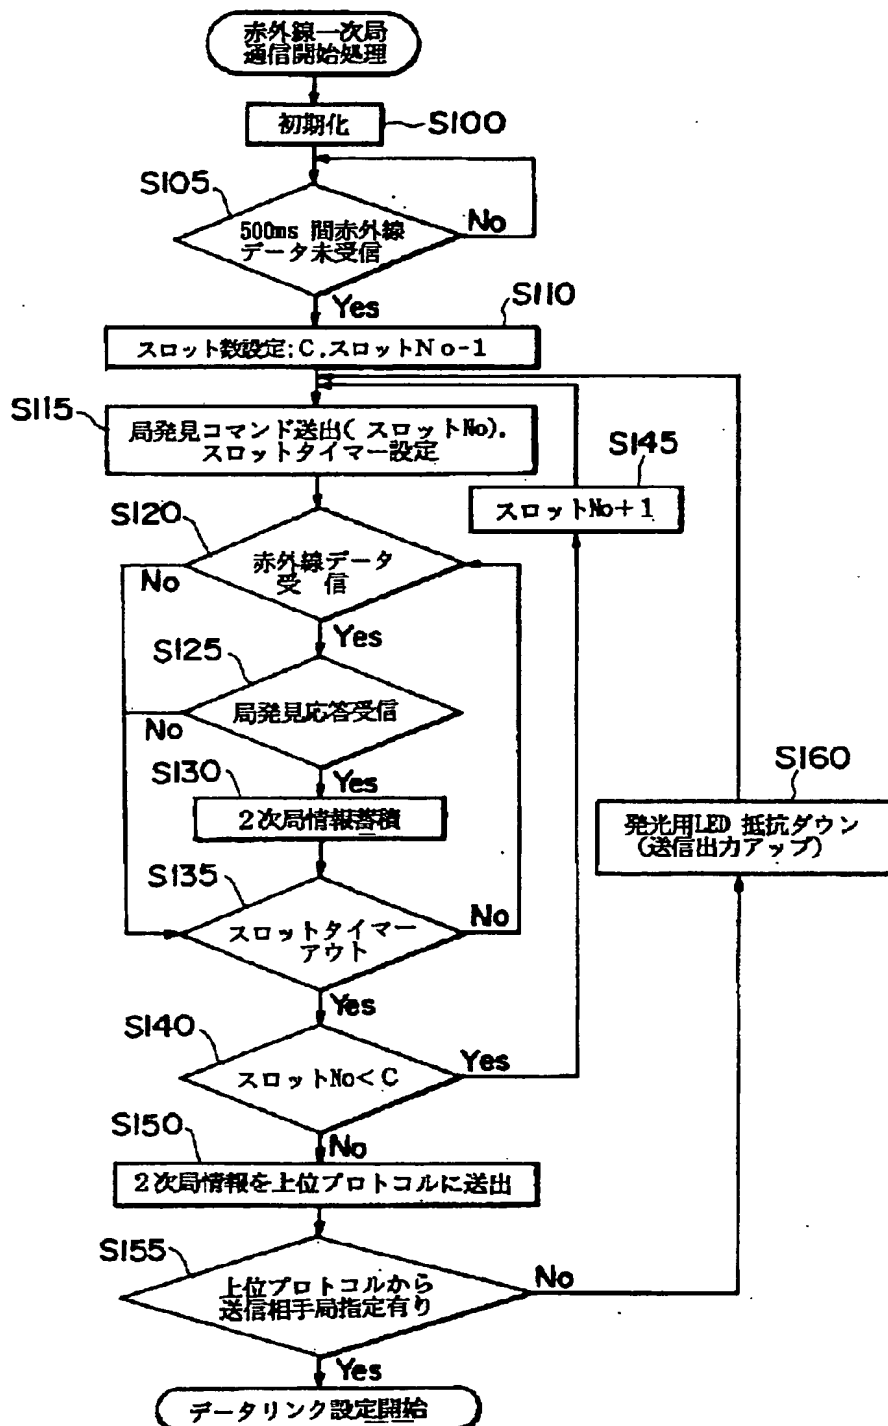 赤外線一次局
通信開始処理
初期化
S100
S105
500ms 間赤外線
データ未受信
No
Yes
S110
スロット数設定:C.スロットNo-1
S115
局発見コマンド送出(スロットNo).
スロットタイマー設定
S145
スロットNo+1
S120
赤外線データ
受 信
No
Yes
S125
局発見応答受信
No
Yes
S130
2次局情報蓄積
S160
発光用LED 抵抗ダウン
(送信出力アップ)
S135
スロットタイマー
アウト
No
Yes
S140
スロットNo<C
Yes
No
S150
2次局情報を上位プロトコルに送出
S155
上位プロトコルから
送信相手局指定有り
No
Yes
データリンク設定開始